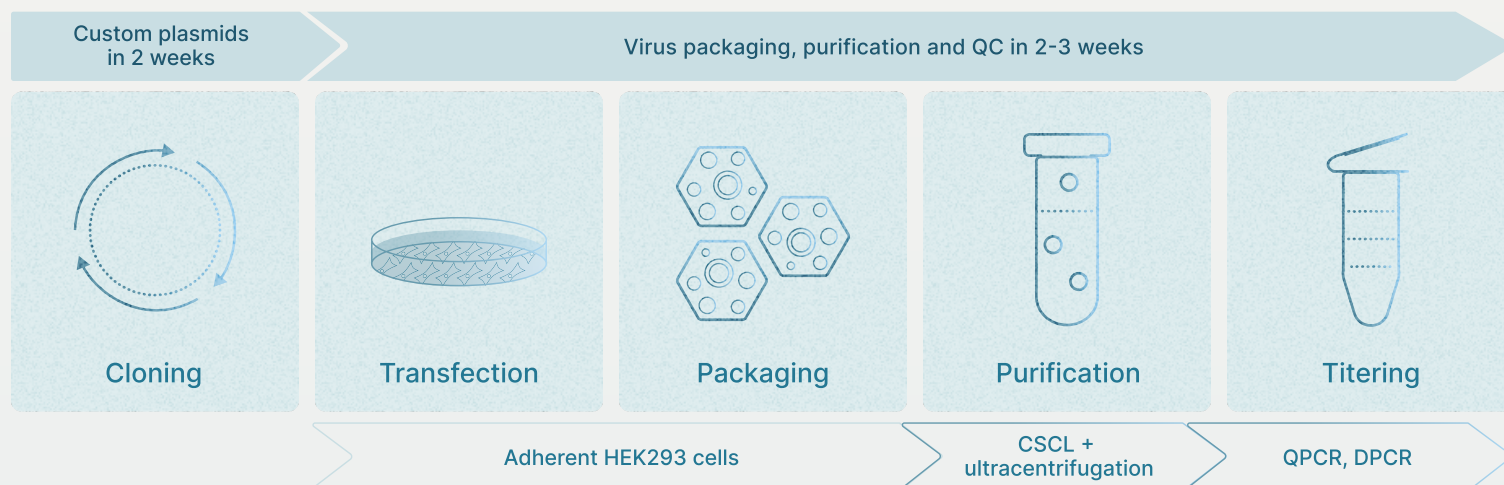 Custom plasmids
in 2 weeks
Virus packaging, purification and QC in 2-3 weeks
Cloning
Transfection
Packaging
Purification
Titering
Adherent HEK293 cells
CSCL +
ultracentrifugation
QPCR, DPCR